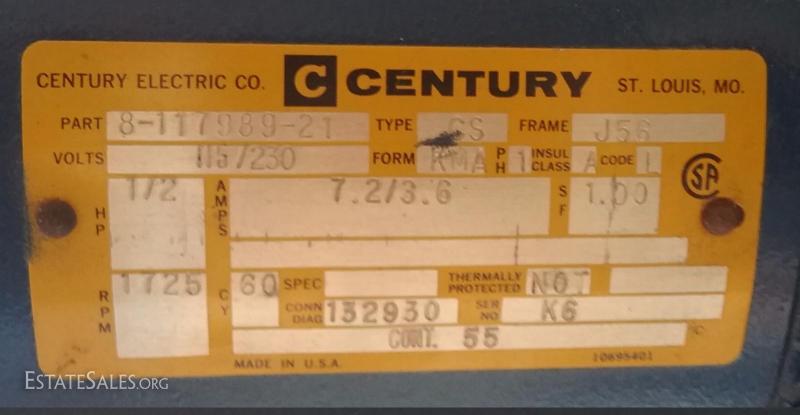 CENTURY ELECTRIC CO. C CENTURY ST. LOUIS, MO.
PART 8-117989-21 TYPE CS FRAME J56
VOLTS 115/230 FORM KMA PH 1 INSUL CLASS A CODE L
HP 1/2 AMPS 7.2/3.6 SF 1.00
RPM 1725 CY 60 SPEC THERMALLY PROTECTED NOT
CONN DIAG 132930 SER NO K6
CONT. 55 °C
MADE IN U.S.A. 10695401
CSA
ESTATESALES.ORG